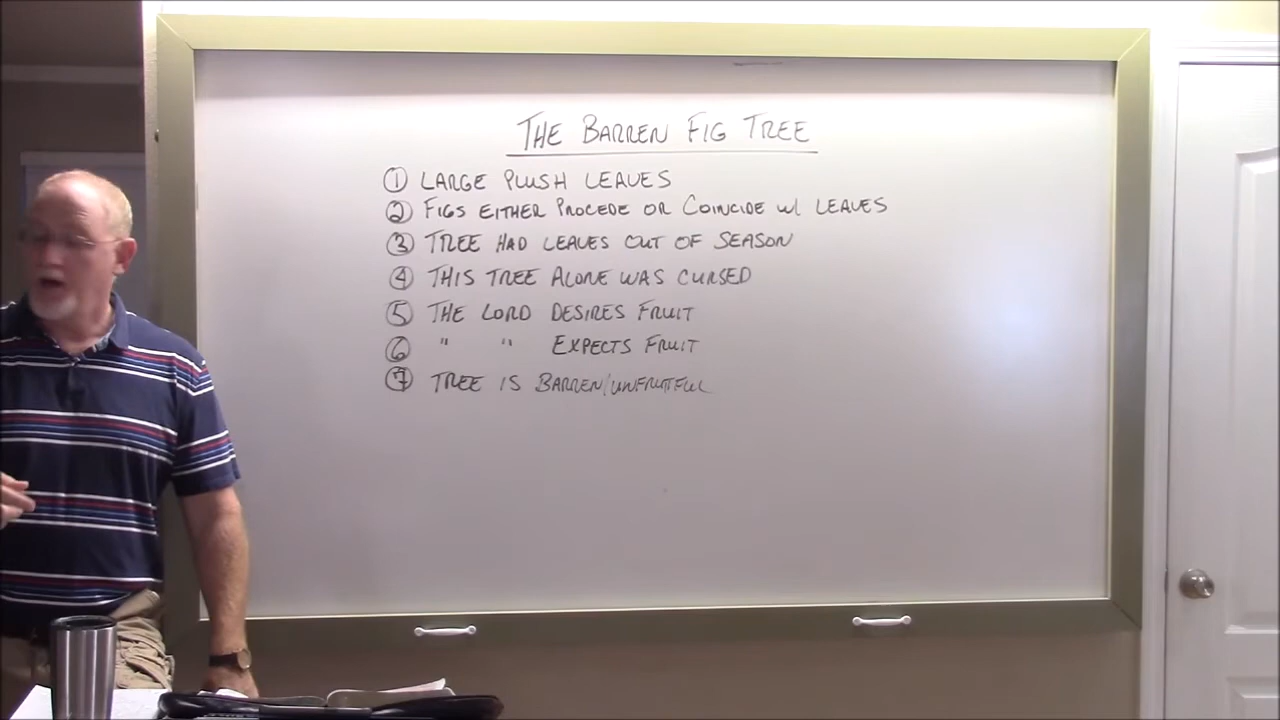 THE BARREN FIG TREE
① LARGE PLUSH LEAVES
② FIGS EITHER PROCEDE OR COINCIDE W/ LEAVES
③ TREE HAD LEAVES OUT OF SEASON
④ THIS TREE ALONE WAS CURSED
⑤ THE LORD DESIRES FRUIT
⑥ " " EXPECTS FRUIT
⑦ TREE IS BARREN/UNFRUITFUL